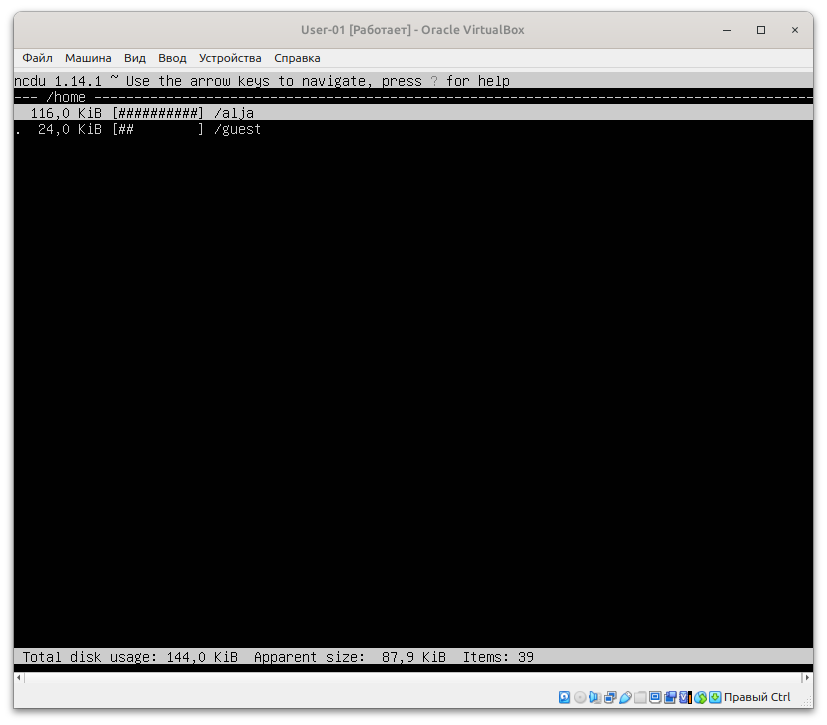 User-01 [Работает] - Oracle VirtualBox
Файл Машина Вид Ввод Устройства Справка
ncdu 1.14.1 ~ Use the arrow keys to navigate, press ? for help
--- /home ----------------------------------------------------------------------------------------
  116,0 KiB [##########] /alja
.  24,0 KiB [##        ] /guest
Total disk usage: 144,0 KiB  Apparent size:  87,9 KiB  Items: 39
Правый Ctrl